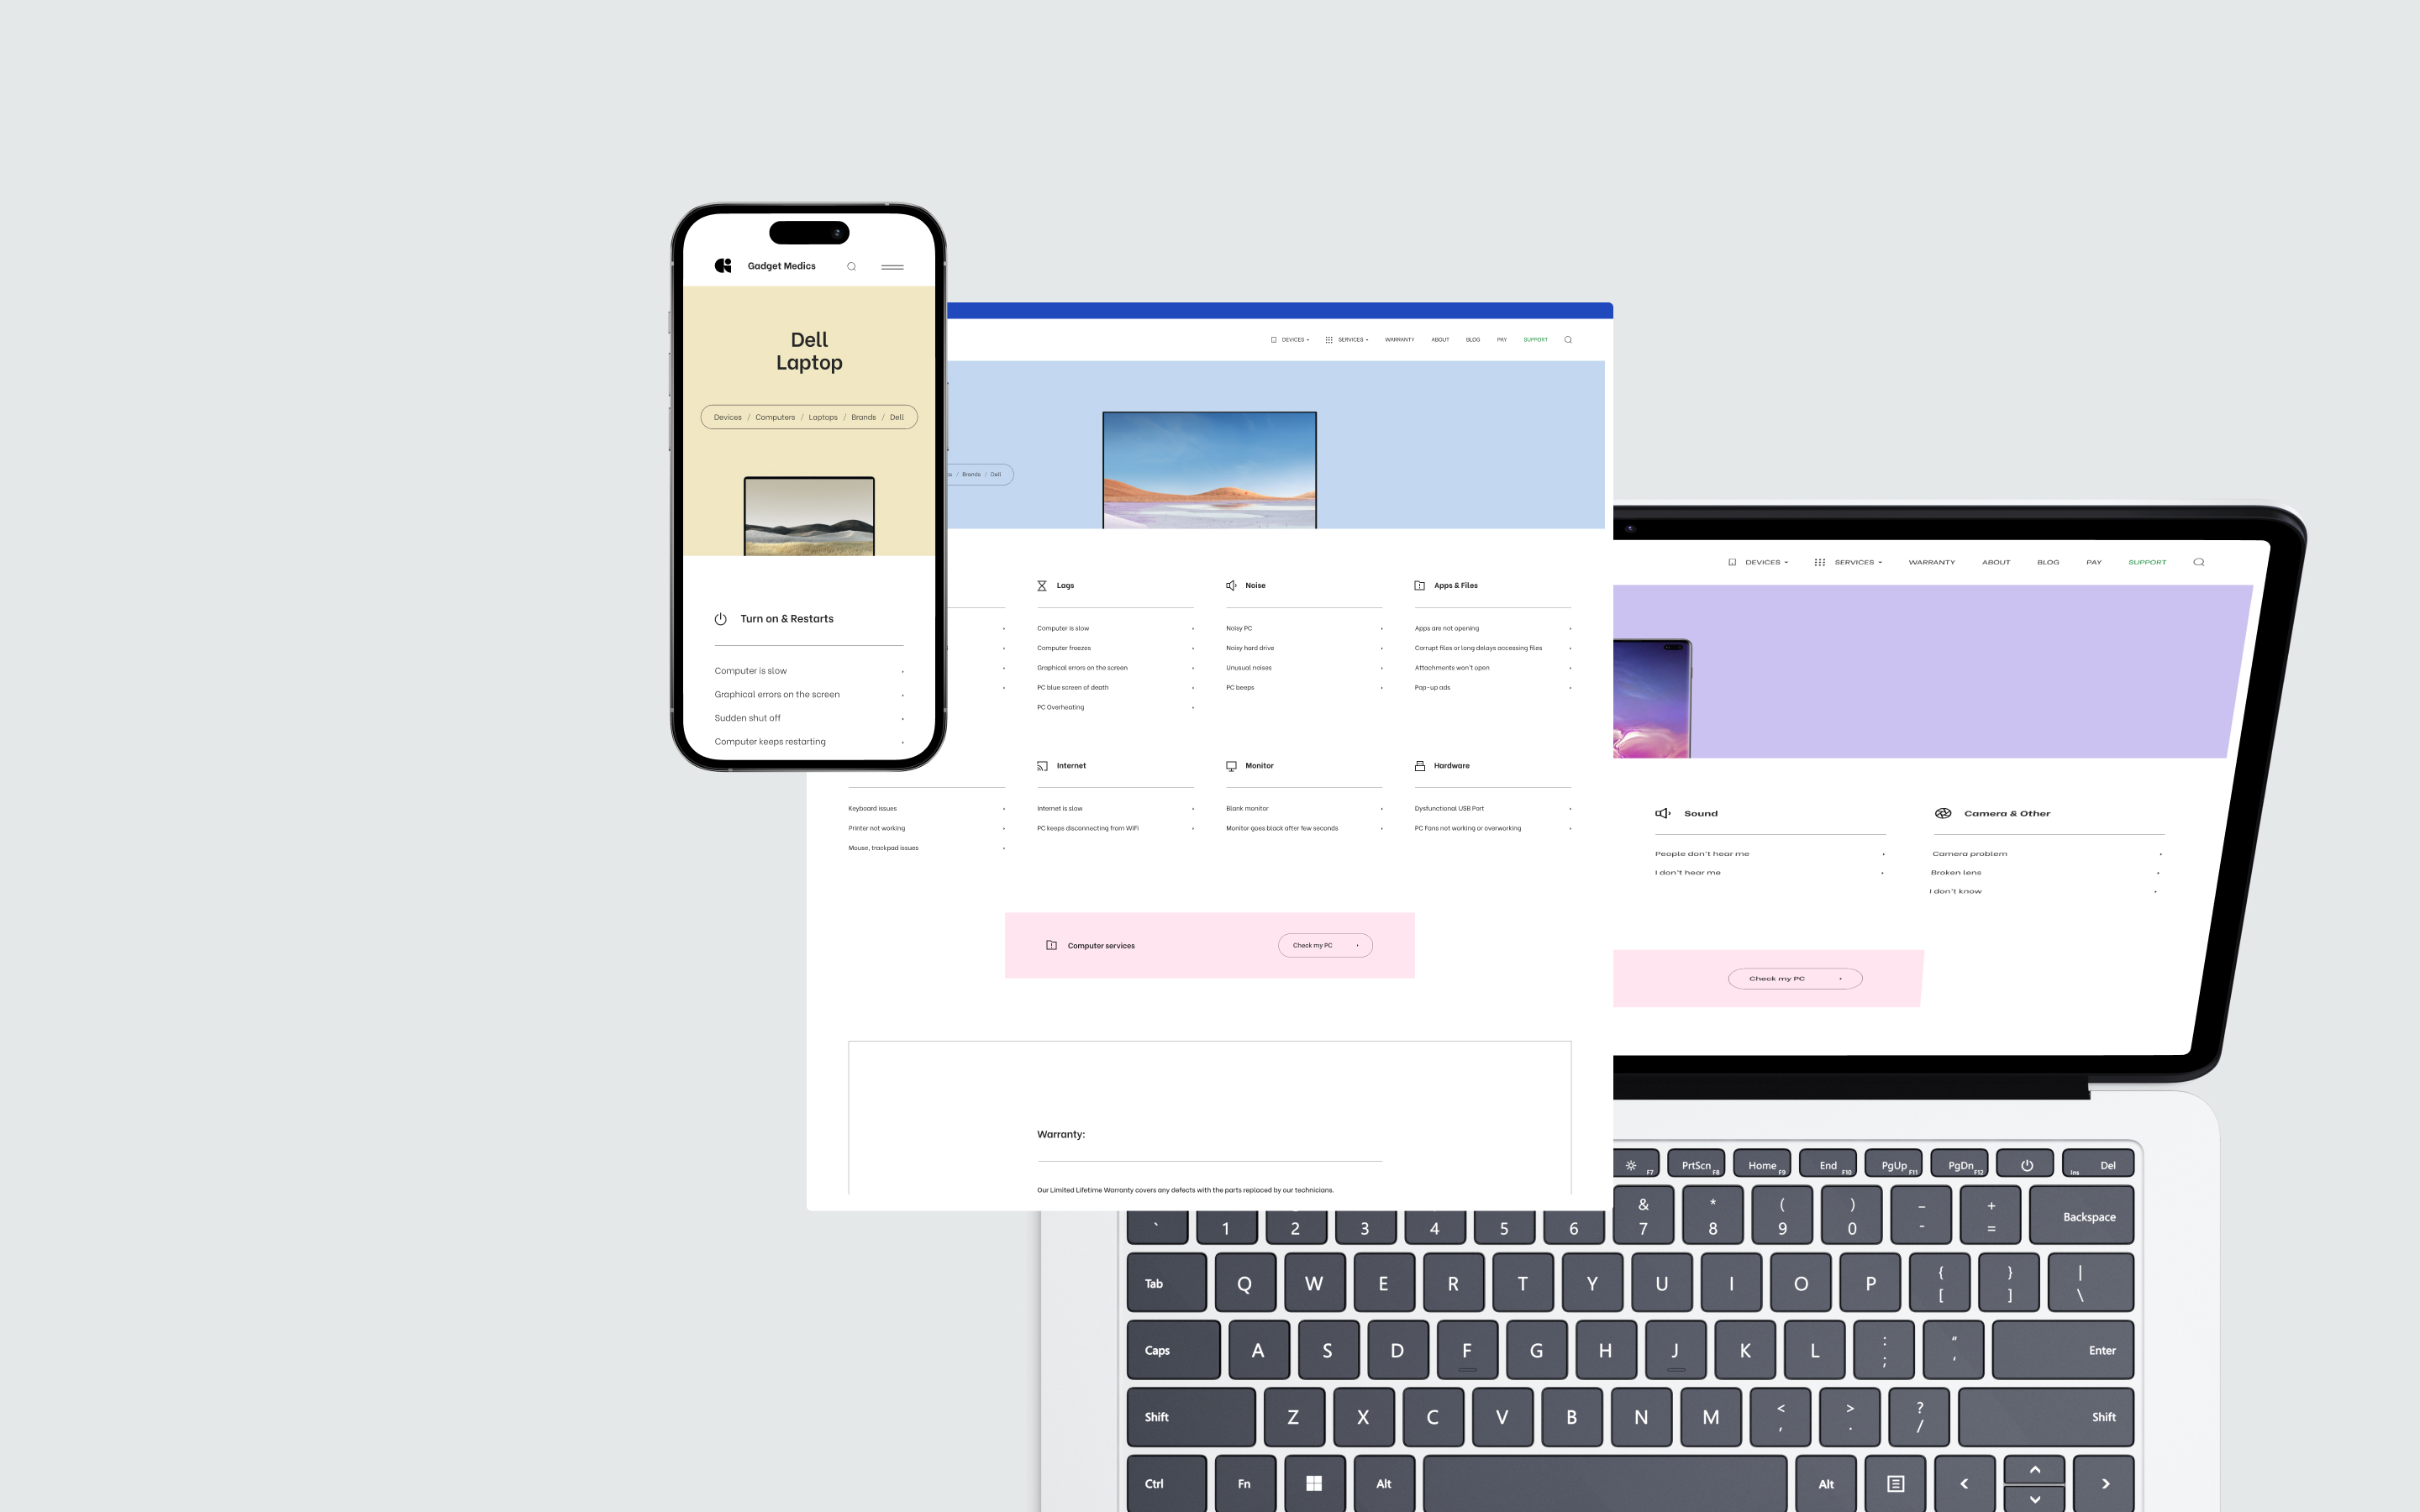 Gadget Medics
Dell
Laptop
Devices / Computers / Laptops / Brands / Dell
Turn on & Restarts
Computer is slow
Graphical errors on the screen
Sudden shut off
Computer keeps restarting
DEVICES SERVICES WARRANTY ABOUT BLOG PAY SUPPORT
/ Brands / Dell
Lags
Computer is slow
Computer freezes
Graphical errors on the screen
PC blue screen of death
PC Overheating
Noise
Noisy PC
Noisy hard drive
Unusual noises
PC beeps
Apps & Files
Apps are not opening
Corrupt files or long delays accessing files
Attachments won't open
Pop-up ads
Keyboard issues
Printer not working
Mouse, trackpad issues
Internet
Internet is slow
PC keeps disconnecting from WiFi
Monitor
Blank monitor
Monitor goes black after few seconds
Hardware
Dysfunctional USB Port
PC Fans not working or overworking
Computer services
Check my PC
Warranty:
Our Limited Lifetime Warranty covers any defects with the parts replaced by our technicians.
DEVICES SERVICES WARRANTY ABOUT BLOG PAY SUPPORT
Sound
People don't hear me
I don't hear me
Camera & Other
Camera problem
Broken lens
I don't know
Check my PC
F7 PrtScn F8 Home F9 End F10 PgUp F11 PgDn F12 Ins Del
& * ( ) _ +
` 1 2 3 4 5 6 7 8 9 0 - = Backspace
Tab Q W E R T Y U I O P { [ } ] | \
Caps A S D F G H J K L : ; " ' Enter
Shift Z X C V B N M < , > . ? / Shift
Ctrl Fn Alt Alt